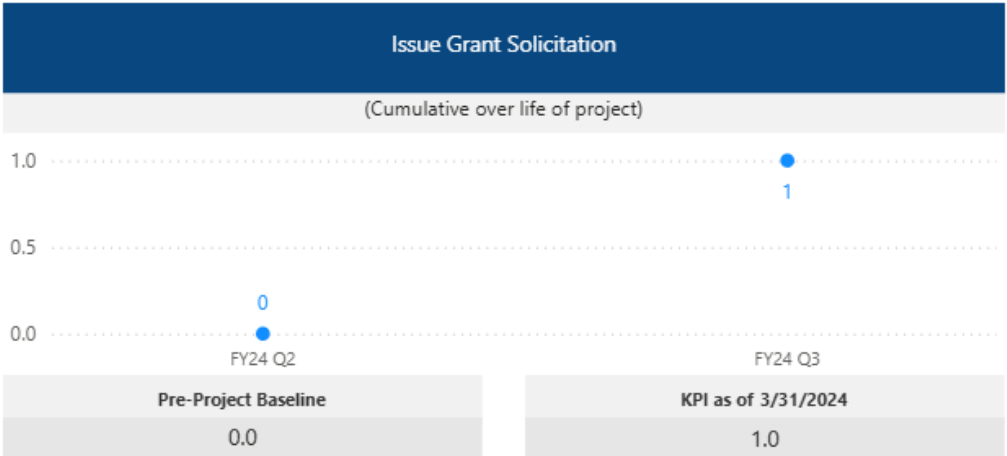 Issue Grant Solicitation
(Cumulative over life of project)
1.0
1
0.5
0
0.0
FY24 Q2 FY24 Q3
Pre-Project Baseline KPI as of 3/31/2024
0.0 1.0